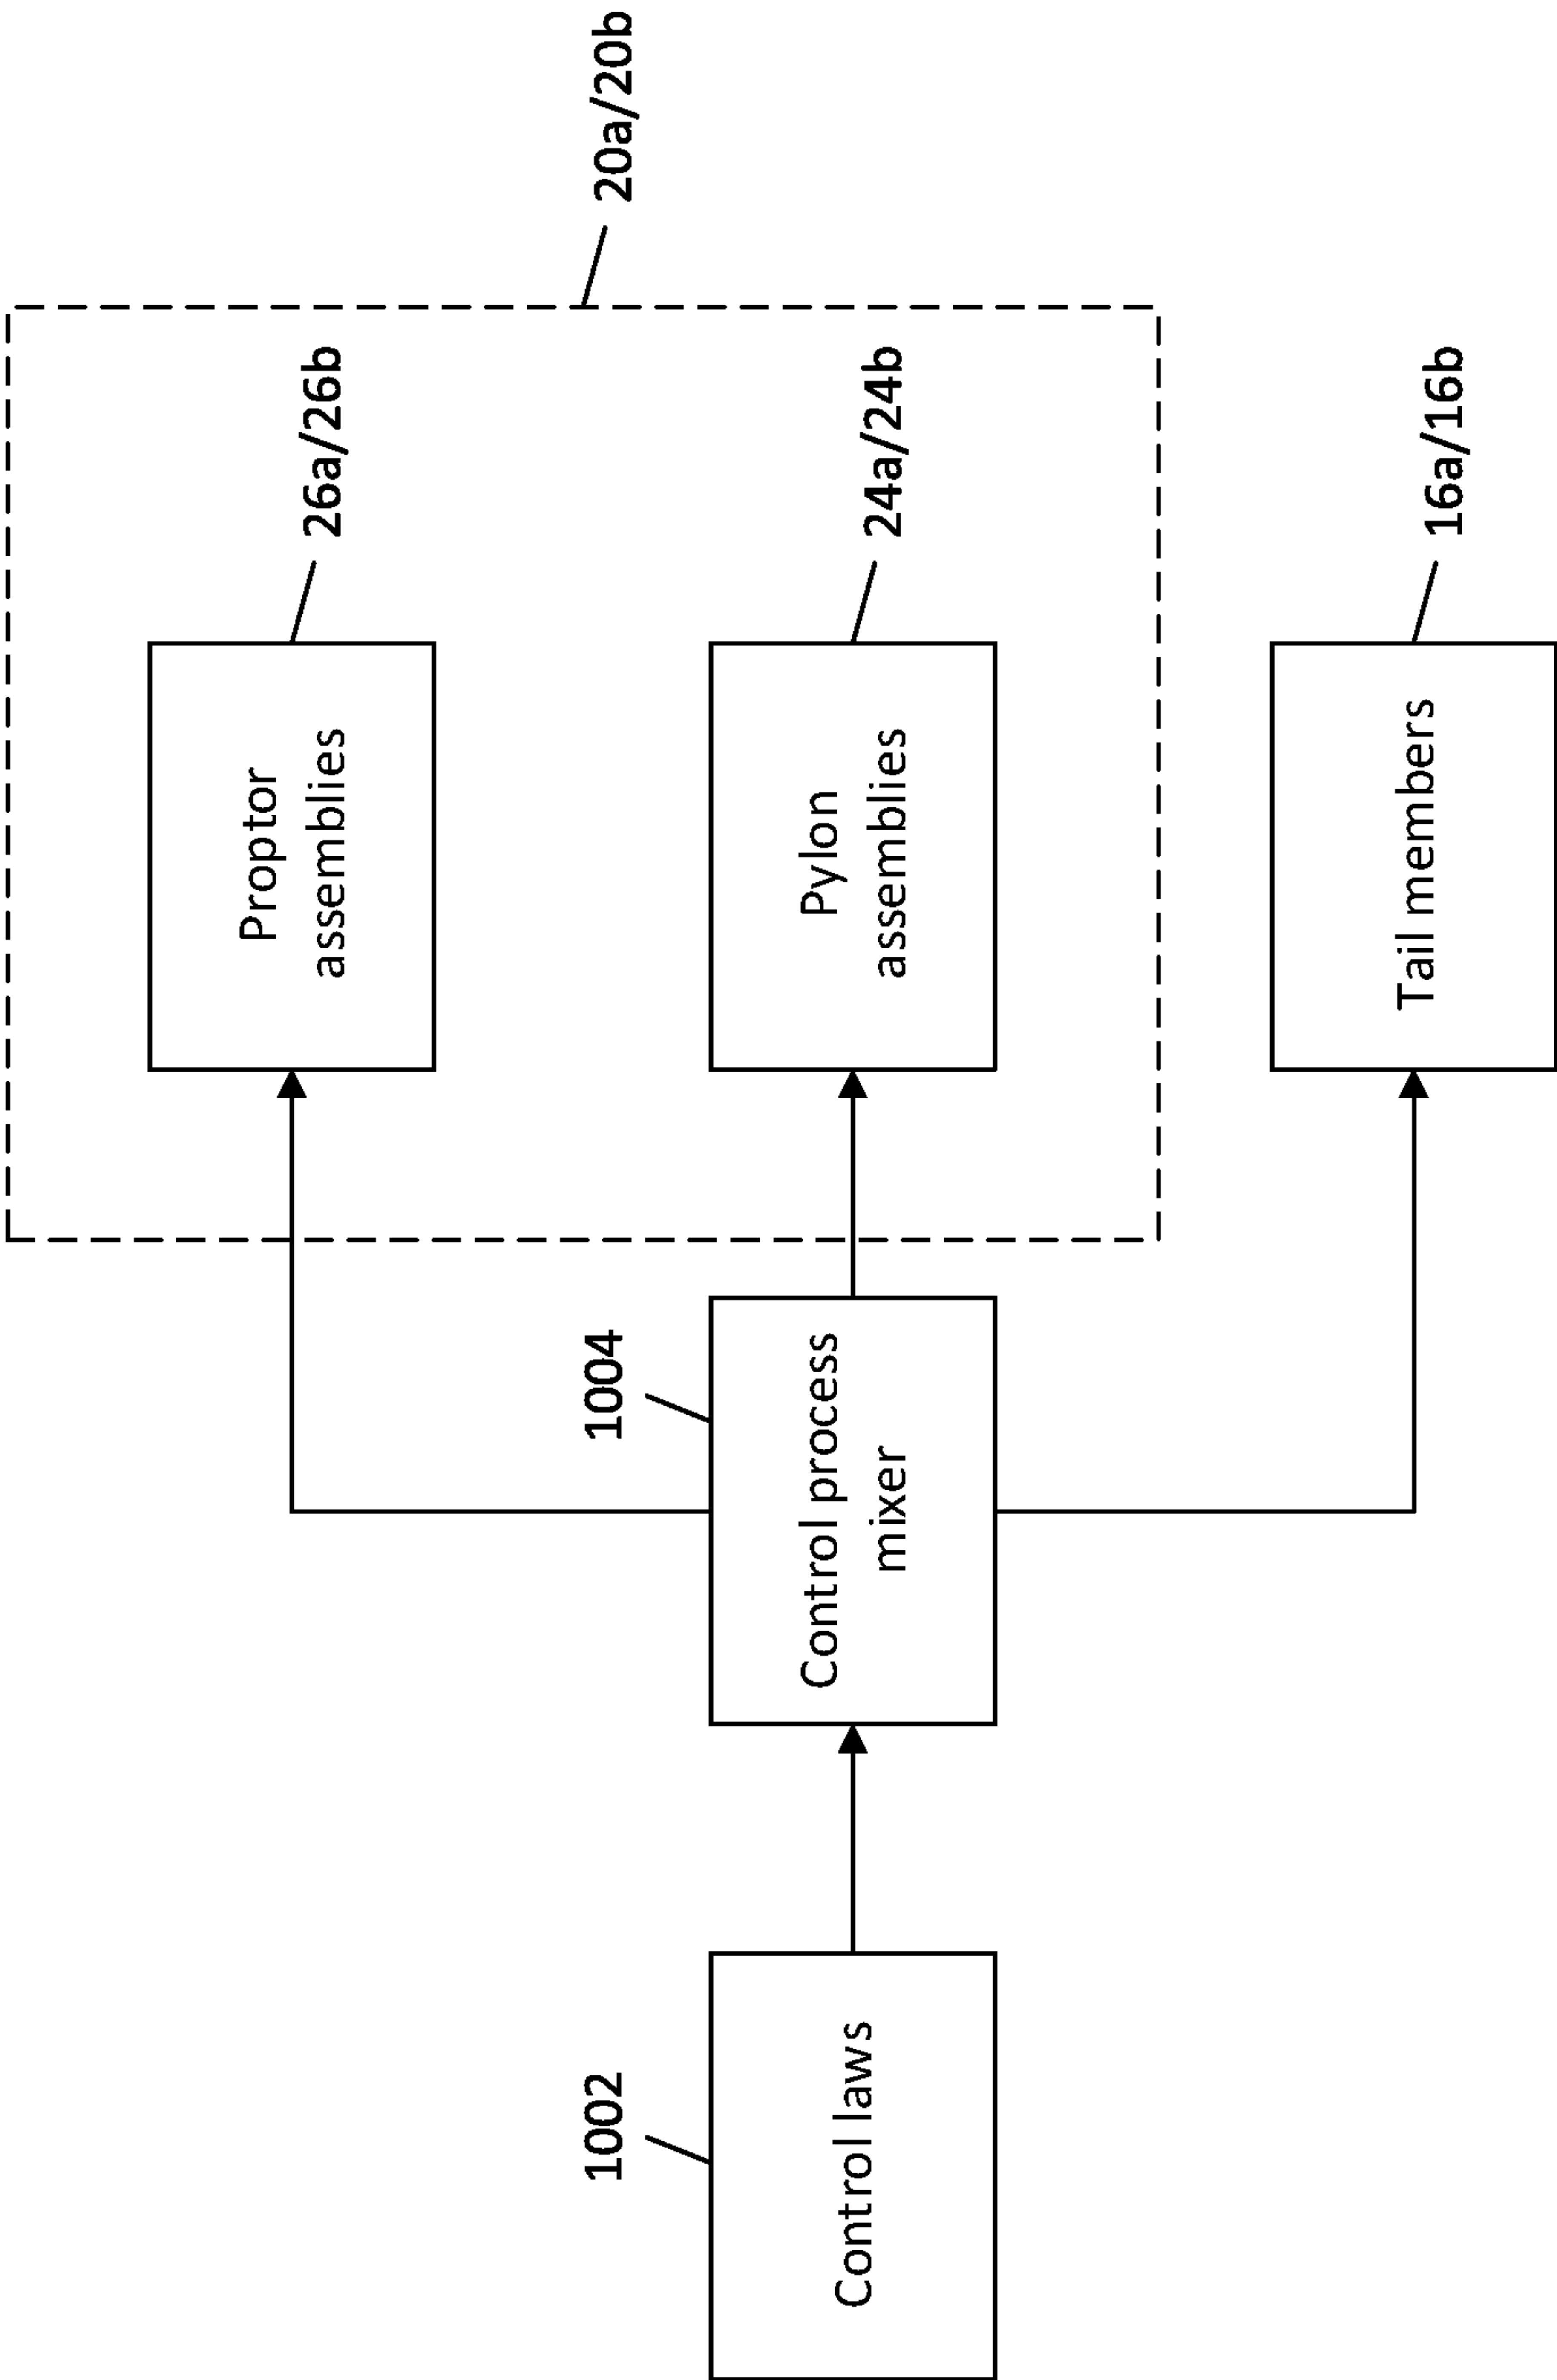 20a/20b
Proptor
assemblies
26a/26b
1004
Control laws
1002
Control process
mixer
Pylon
assemblies
24a/24b
Tail members
16a/16b